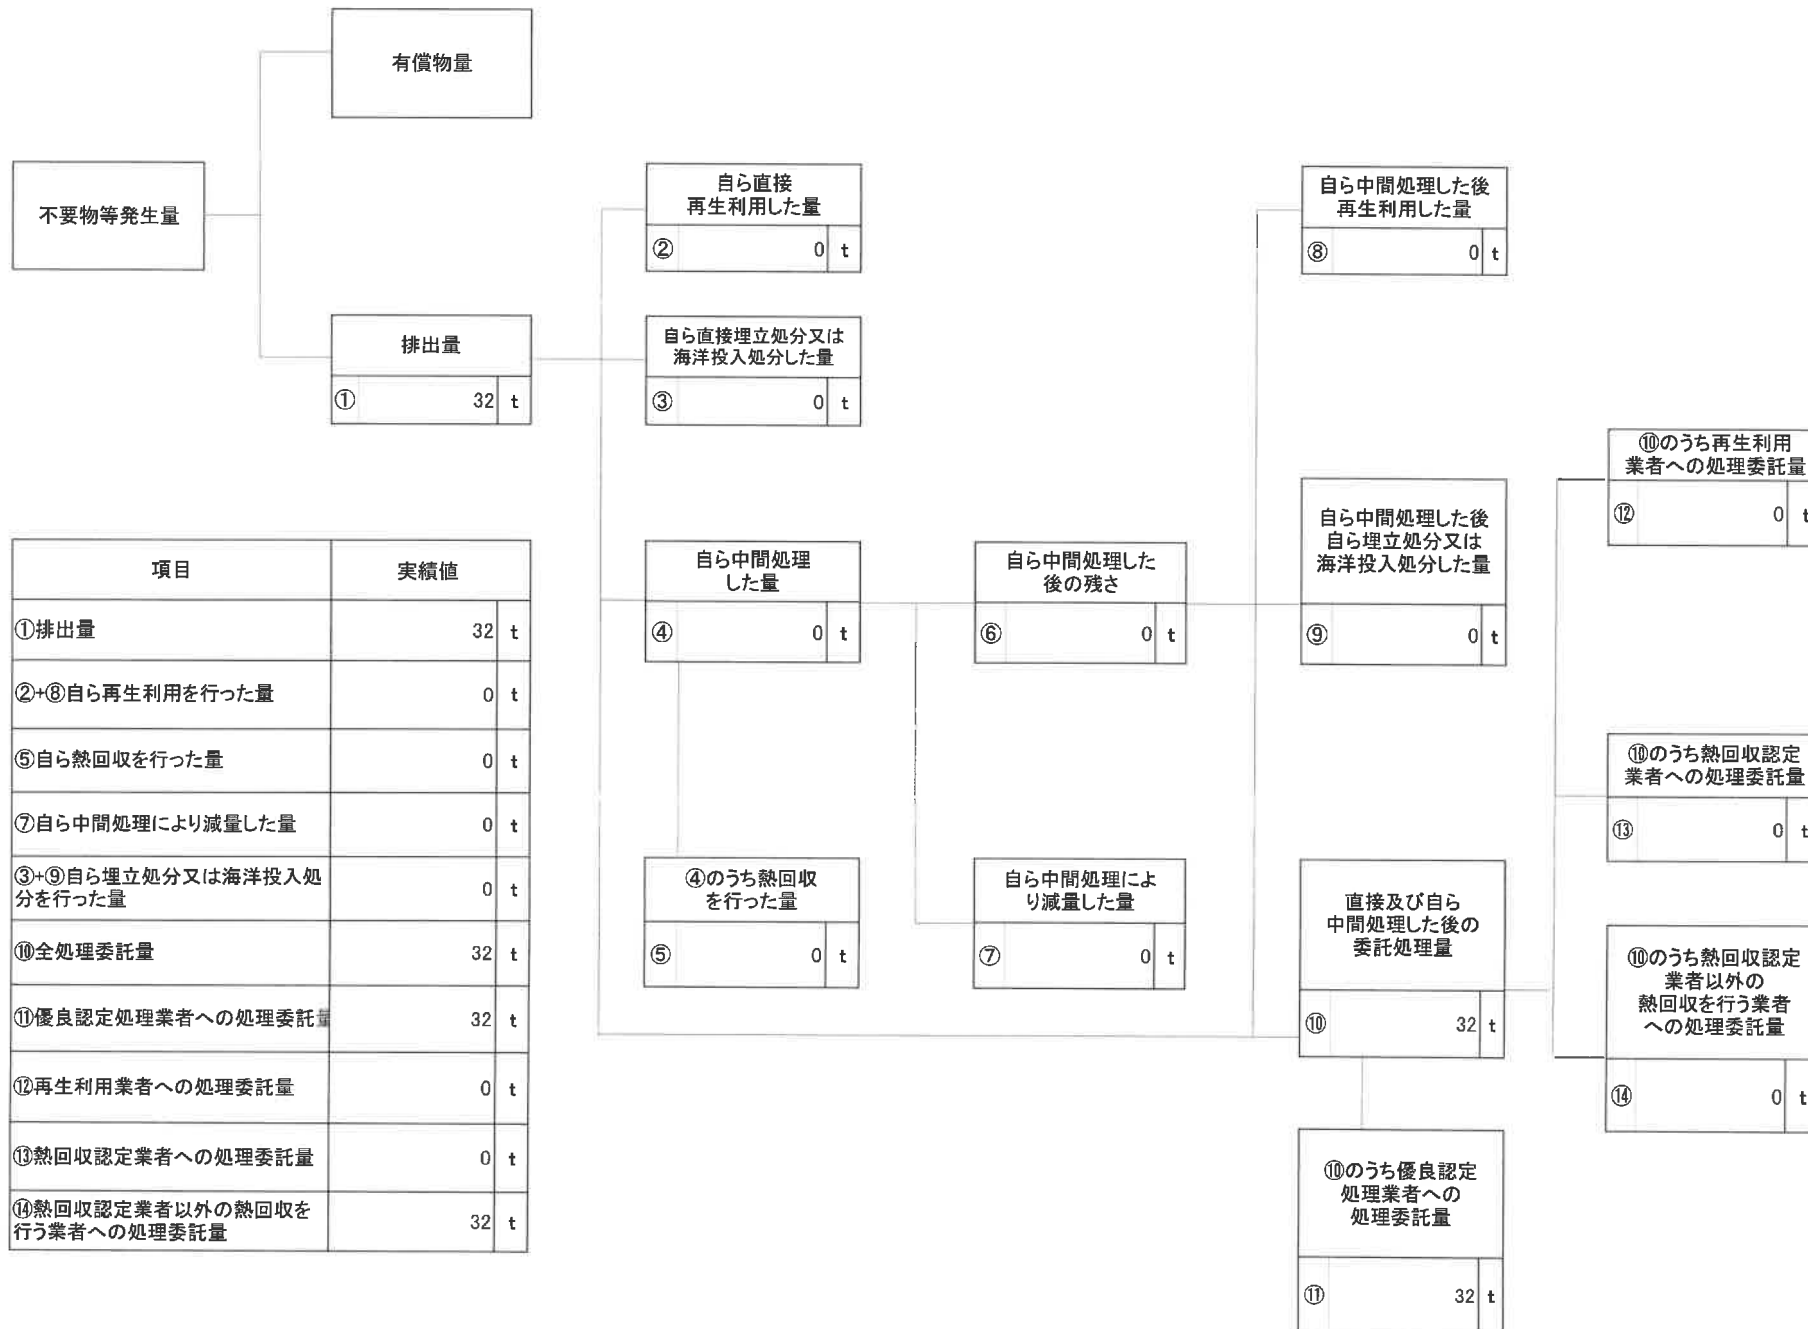 有償物量
不要物等発生量
排出量
① 32 t
自ら直接
再生利用した量
② 0 t
自ら直接埋立処分又は
海洋投入処分した量
③ 0 t
自ら中間処理
した量
④ 0 t
④のうち熱回収
を行った量
⑤ 0 t
自ら中間処理した
後の残さ
⑥ 0 t
自ら中間処理によ
り減量した量
⑦ 0 t
自ら中間処理した後
再生利用した量
⑧ 0 t
自ら中間処理した後
自ら埋立処分又は
海洋投入処分した量
⑨ 0 t
直接及び自ら
中間処理した後の
委託処理量
⑩ 32 t
⑩のうち優良認定
処理業者への
処理委託量
⑪ 32 t
⑩のうち再生利用
業者への処理委託量
⑫ 0 t
⑩のうち熱回収認定
業者への処理委託量
⑬ 0 t
⑩のうち熱回収認定
業者以外の
熱回収を行う業者
への処理委託量
⑭ 0 t
項目 実績値
①排出量 32 t
②+⑧自ら再生利用を行った量 0 t
⑤自ら熱回収を行った量 0 t
⑦自ら中間処理により減量した量 0 t
③+⑨自ら埋立処分又は海洋投入処
分を行った量 0 t
⑩全処理委託量 32 t
⑪優良認定処理業者への処理委託量 32 t
⑫再生利用業者への処理委託量 0 t
⑬熱回収認定業者への処理委託量 0 t
⑭熱回収認定業者以外の熱回収を
行う業者への処理委託量 32 t